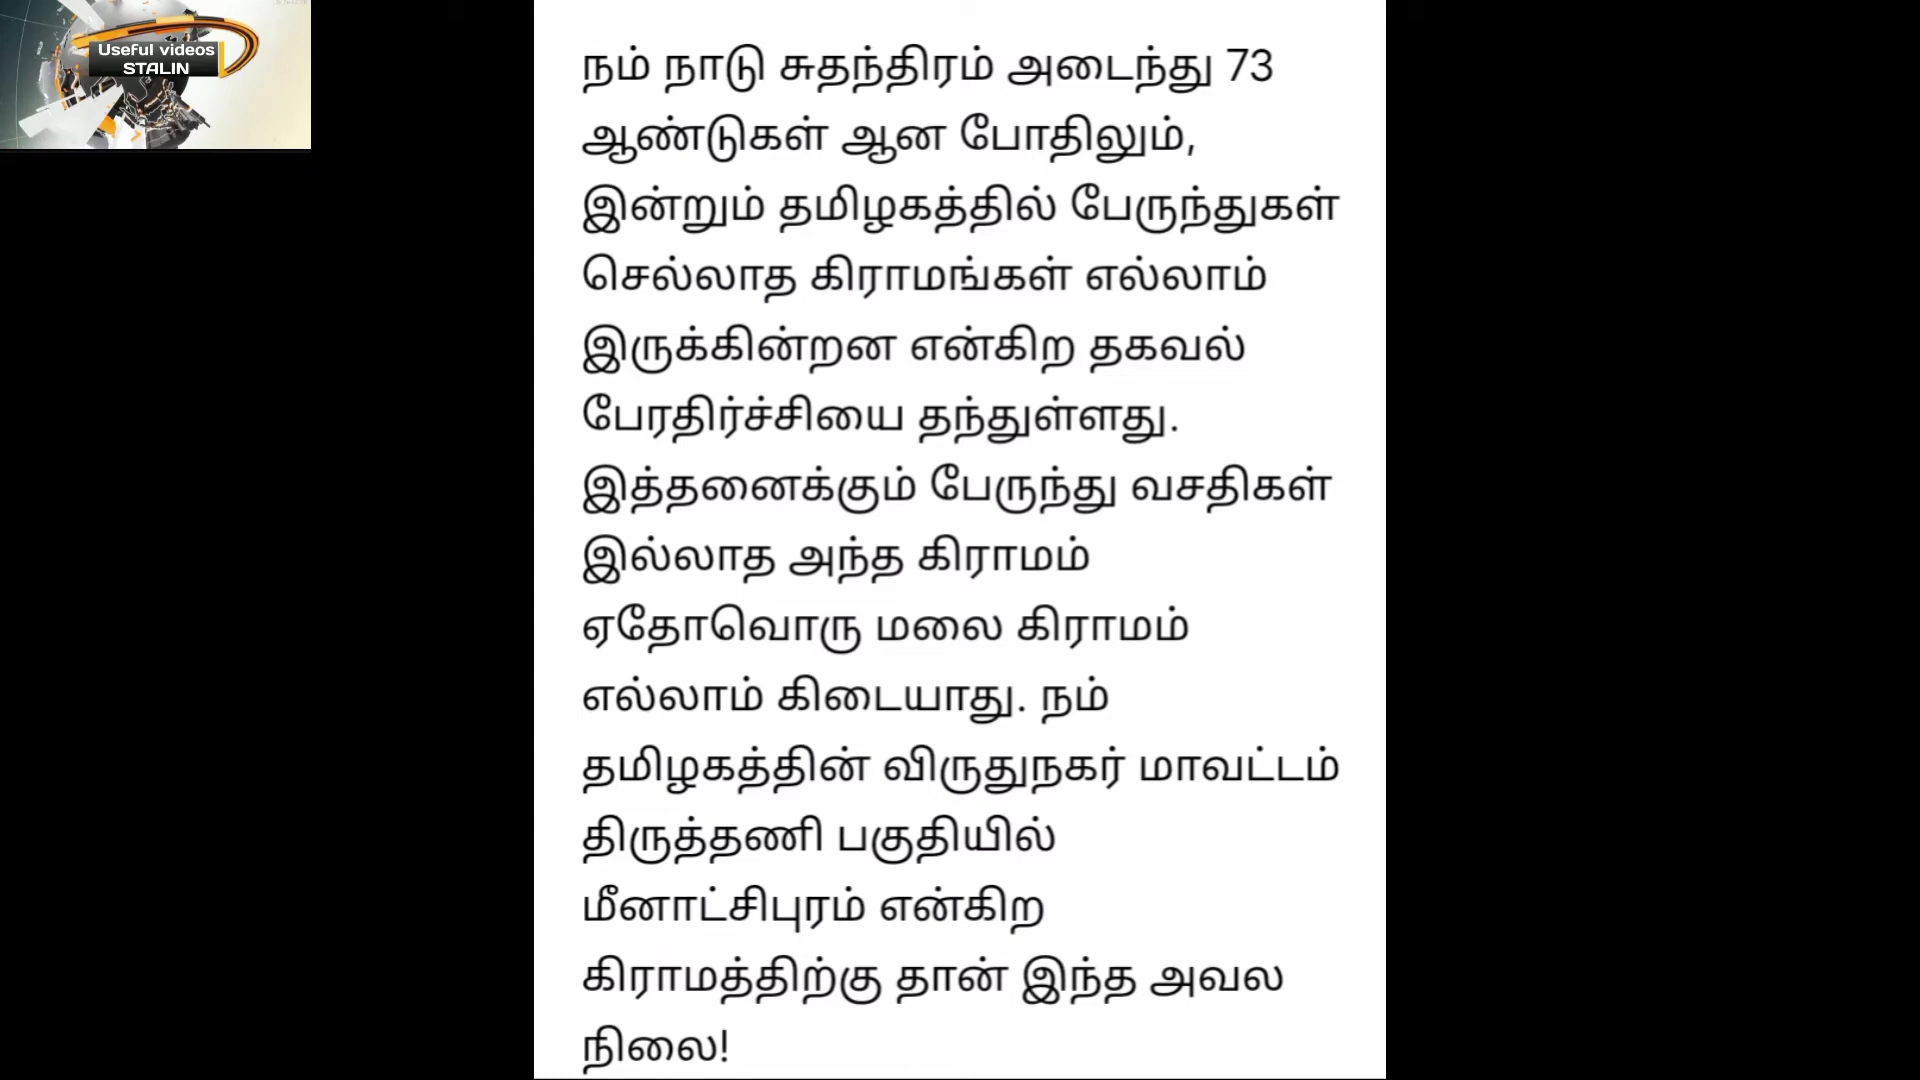 Useful videos
STALIN
நம் நாடு சுதந்திரம் அடைந்து 73
ஆண்டுகள் ஆன போதிலும்,
இன்றும் தமிழகத்தில் பேருந்துகள்
செல்லாத கிராமங்கள் எல்லாம்
இருக்கின்றன என்கிற தகவல்
பேரதிர்ச்சியை தந்துள்ளது.
இத்தனைக்கும் பேருந்து வசதிகள்
இல்லாத அந்த கிராமம்
ஏதோவொரு மலை கிராமம்
எல்லாம் கிடையாது. நம்
தமிழகத்தின் விருதுநகர் மாவட்டம்
திருத்தணி பகுதியில்
மீனாட்சிபுரம் என்கிற
கிராமத்திற்கு தான் இந்த அவல
நிலை!